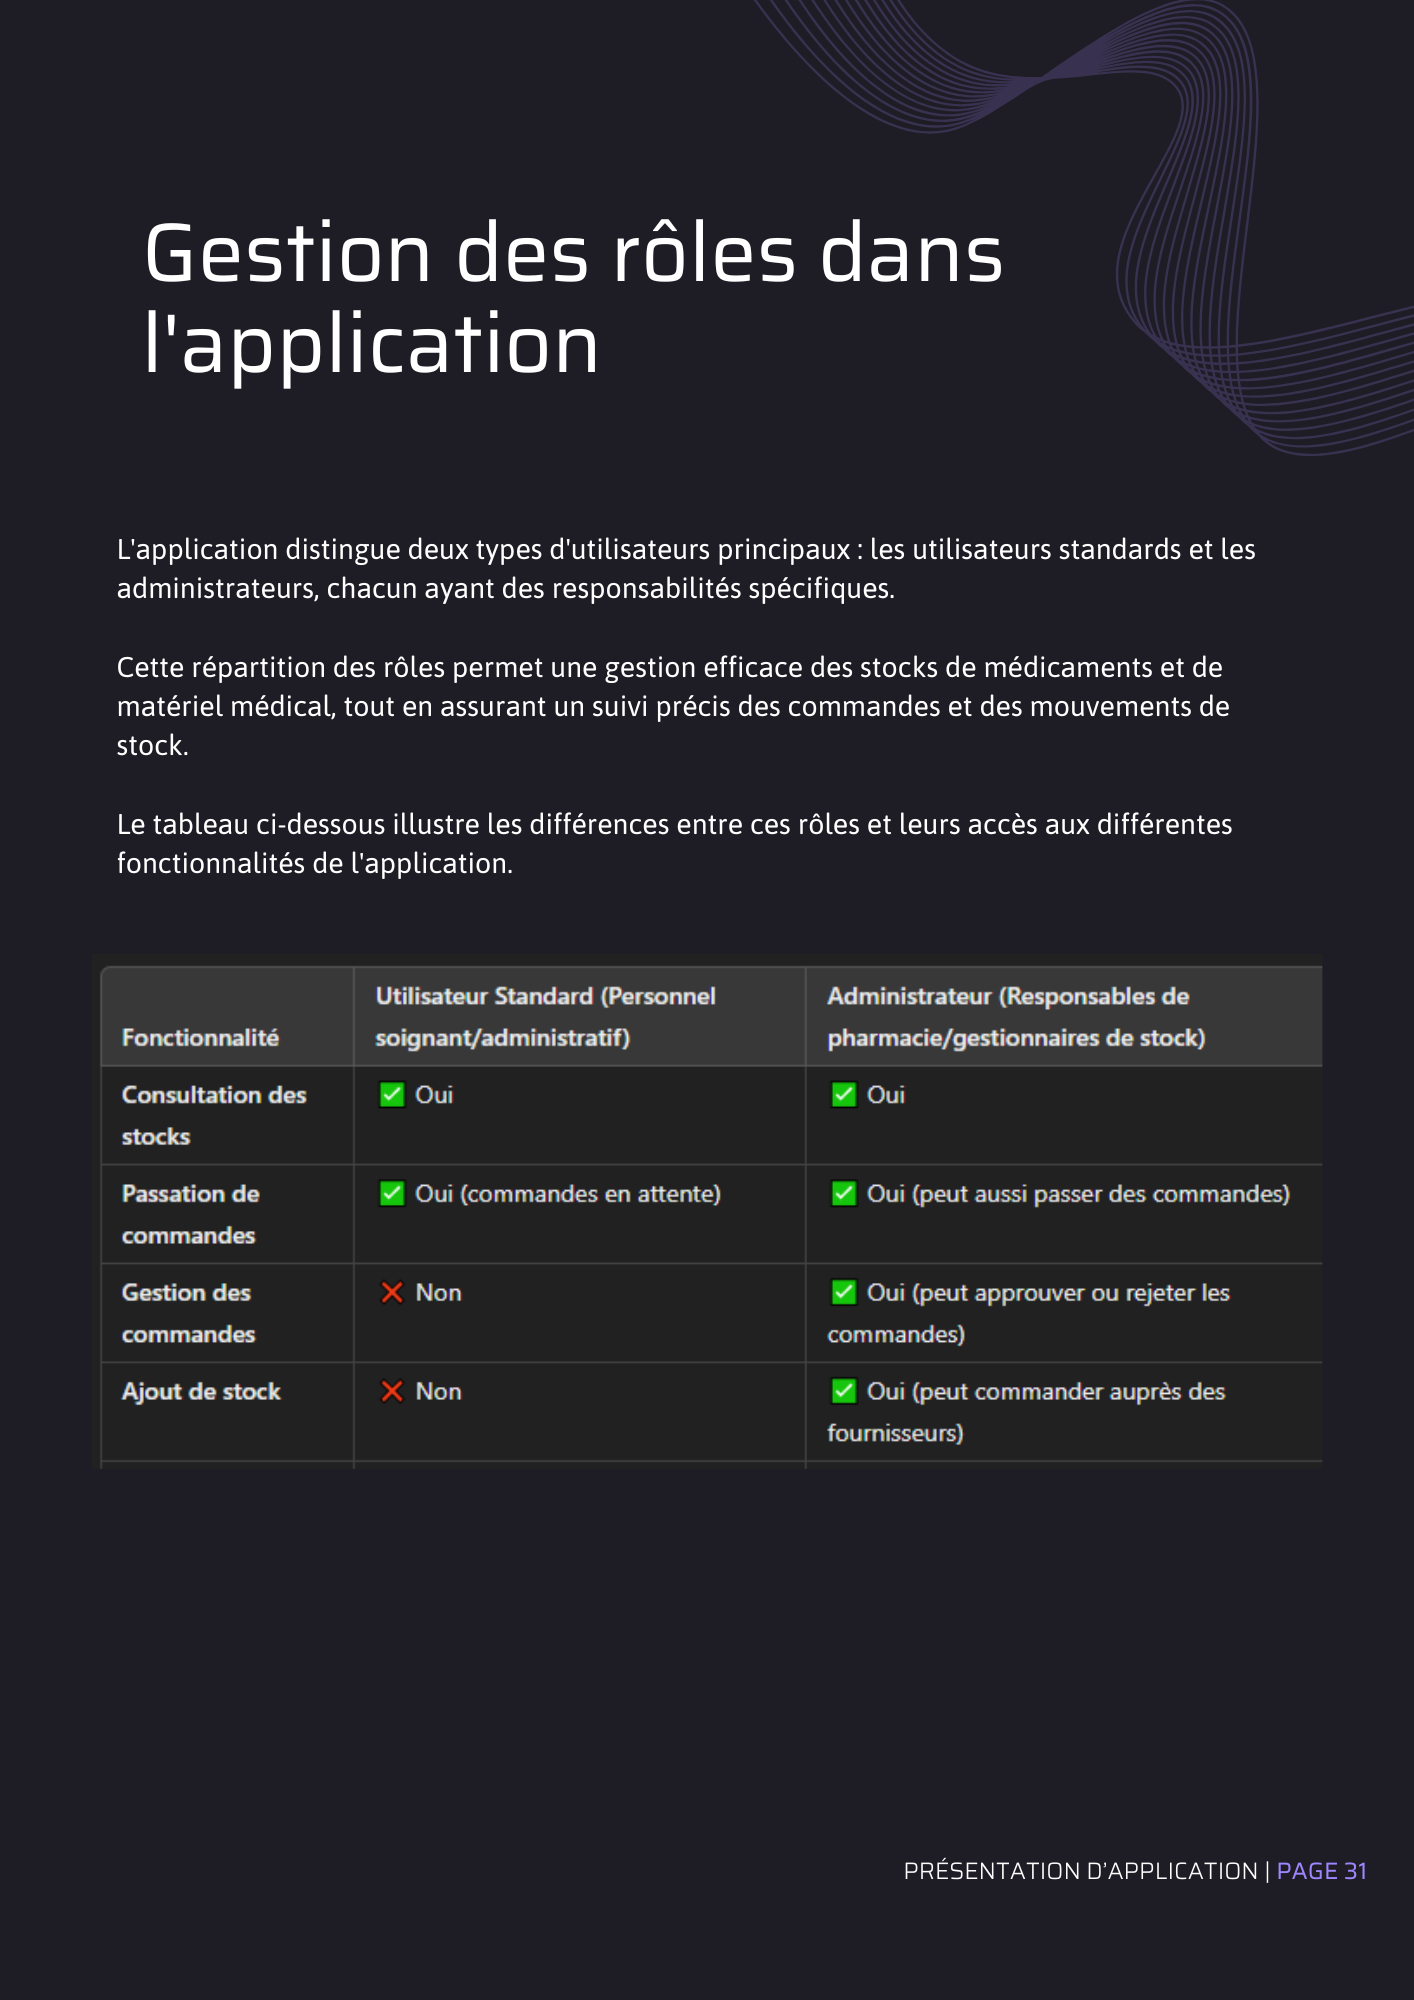 Gestion des rôles dans
l'application
L'application distingue deux types d'utilisateurs principaux : les utilisateurs standards et les
administrateurs, chacun ayant des responsabilités spécifiques.
Cette répartition des rôles permet une gestion efficace des stocks de médicaments et de
matériel médical, tout en assurant un suivi précis des commandes et des mouvements de
stock.
Le tableau ci-dessous illustre les différences entre ces rôles et leurs accès aux différentes
fonctionnalités de l'application.
Fonctionnalité
Utilisateur Standard (Personnel
soignant/administratif)
Administrateur (Responsables de
pharmacie/gestionnaires de stock)
Consultation des
stocks
✅ Oui
✅ Oui
Passation de
commandes
✅ Oui (commandes en attente)
✅ Oui (peut aussi passer des commandes)
Gestion des
commandes
❌ Non
✅ Oui (peut approuver ou rejeter les
commandes)
Ajout de stock
❌ Non
✅ Oui (peut commander auprès des
fournisseurs)
PRÉSENTATION D’APPLICATION | PAGE 31